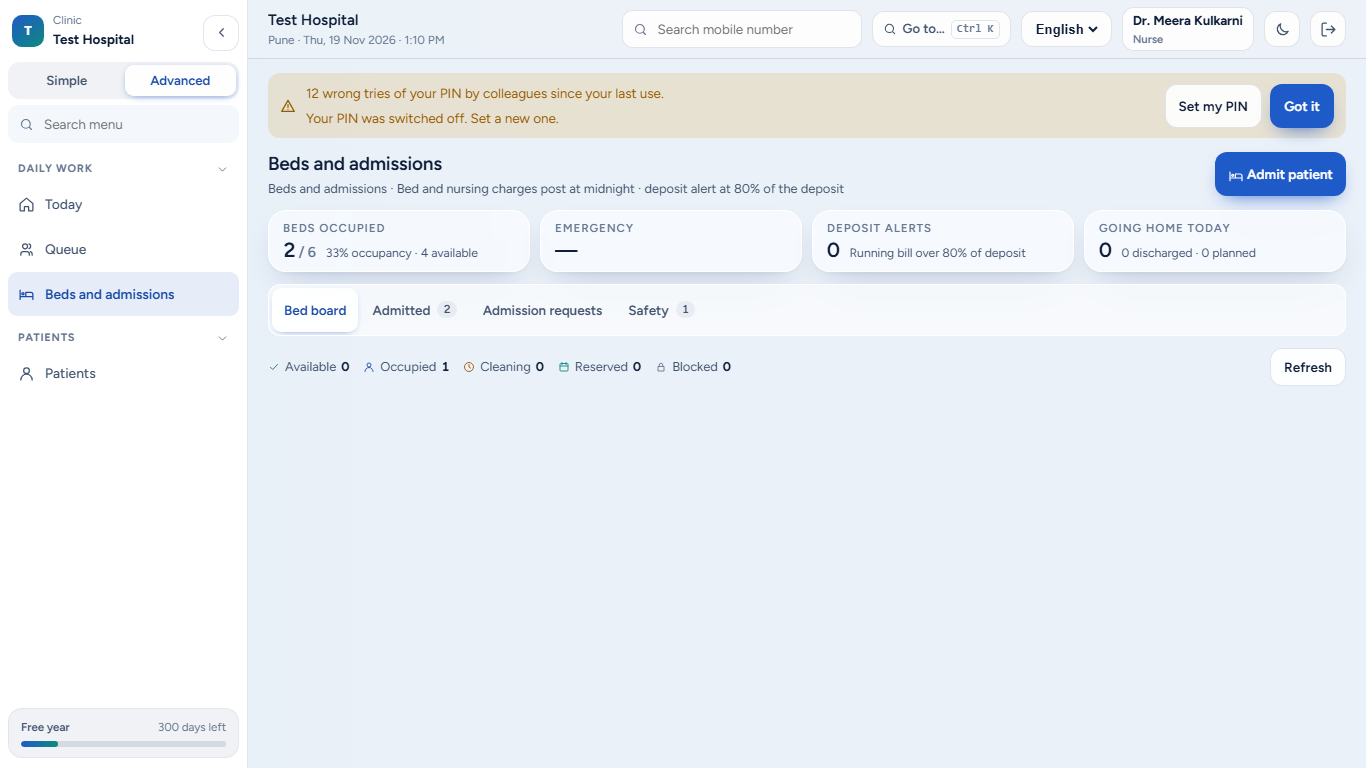 T
Clinic
Test Hospital
Simple
Advanced
Search menu
DAILY WORK
Today
Queue
Beds and admissions
PATIENTS
Patients
Free year
300 days left
Test Hospital
Pune · Thu, 19 Nov 2026 · 1:10 PM
Search mobile number
Go to... Ctrl K
English
Dr. Meera Kulkarni
Nurse
12 wrong tries of your PIN by colleagues since your last use.
Your PIN was switched off. Set a new one.
Set my PIN
Got it
Beds and admissions
Beds and admissions · Bed and nursing charges post at midnight · deposit alert at 80% of the deposit
Admit patient
BEDS OCCUPIED
2 / 6 33% occupancy · 4 available
EMERGENCY
—
DEPOSIT ALERTS
0 Running bill over 80% of deposit
GOING HOME TODAY
0 0 discharged · 0 planned
Bed board
Admitted 2
Admission requests
Safety 1
Available 0
Occupied 1
Cleaning 0
Reserved 0
Blocked 0
Refresh